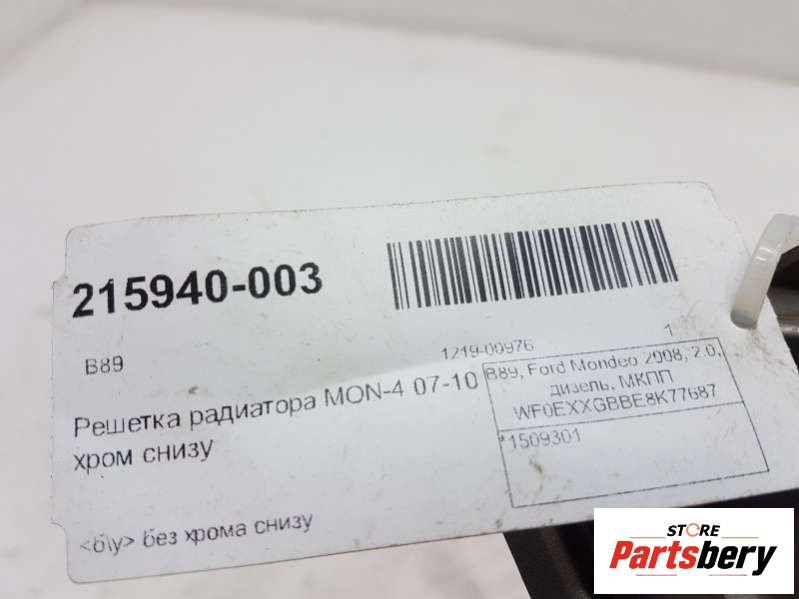 215940-003
B89
1219-00976
1
Решетка радиатора MON-4 07-10
хром снизу
<б\у> без хрома снизу
B89, Ford Mondeo 2008, 2.0,
дизель, МКПП
WF0EXXGBBE8K77687
*1509301
STORE
Partsbery